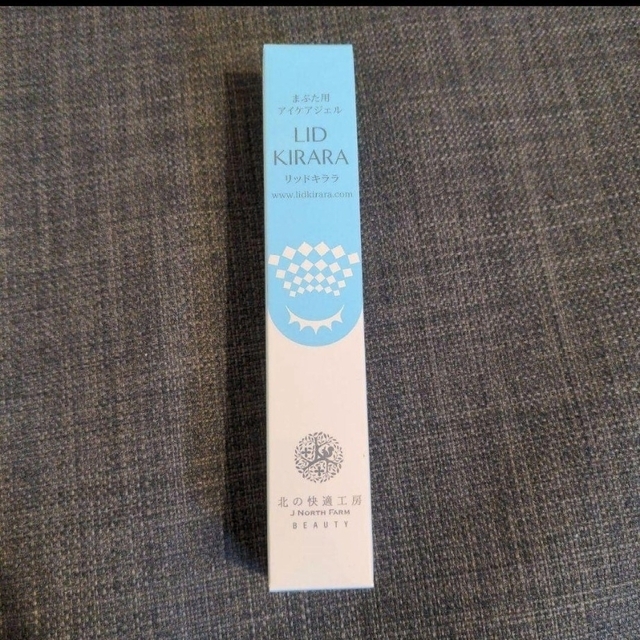 まぶた用
アイケアジェル
LID
KIRARA
リッドキララ
www.lidkirara.com
北の快適工房
J NORTH FARM
BEAUTY